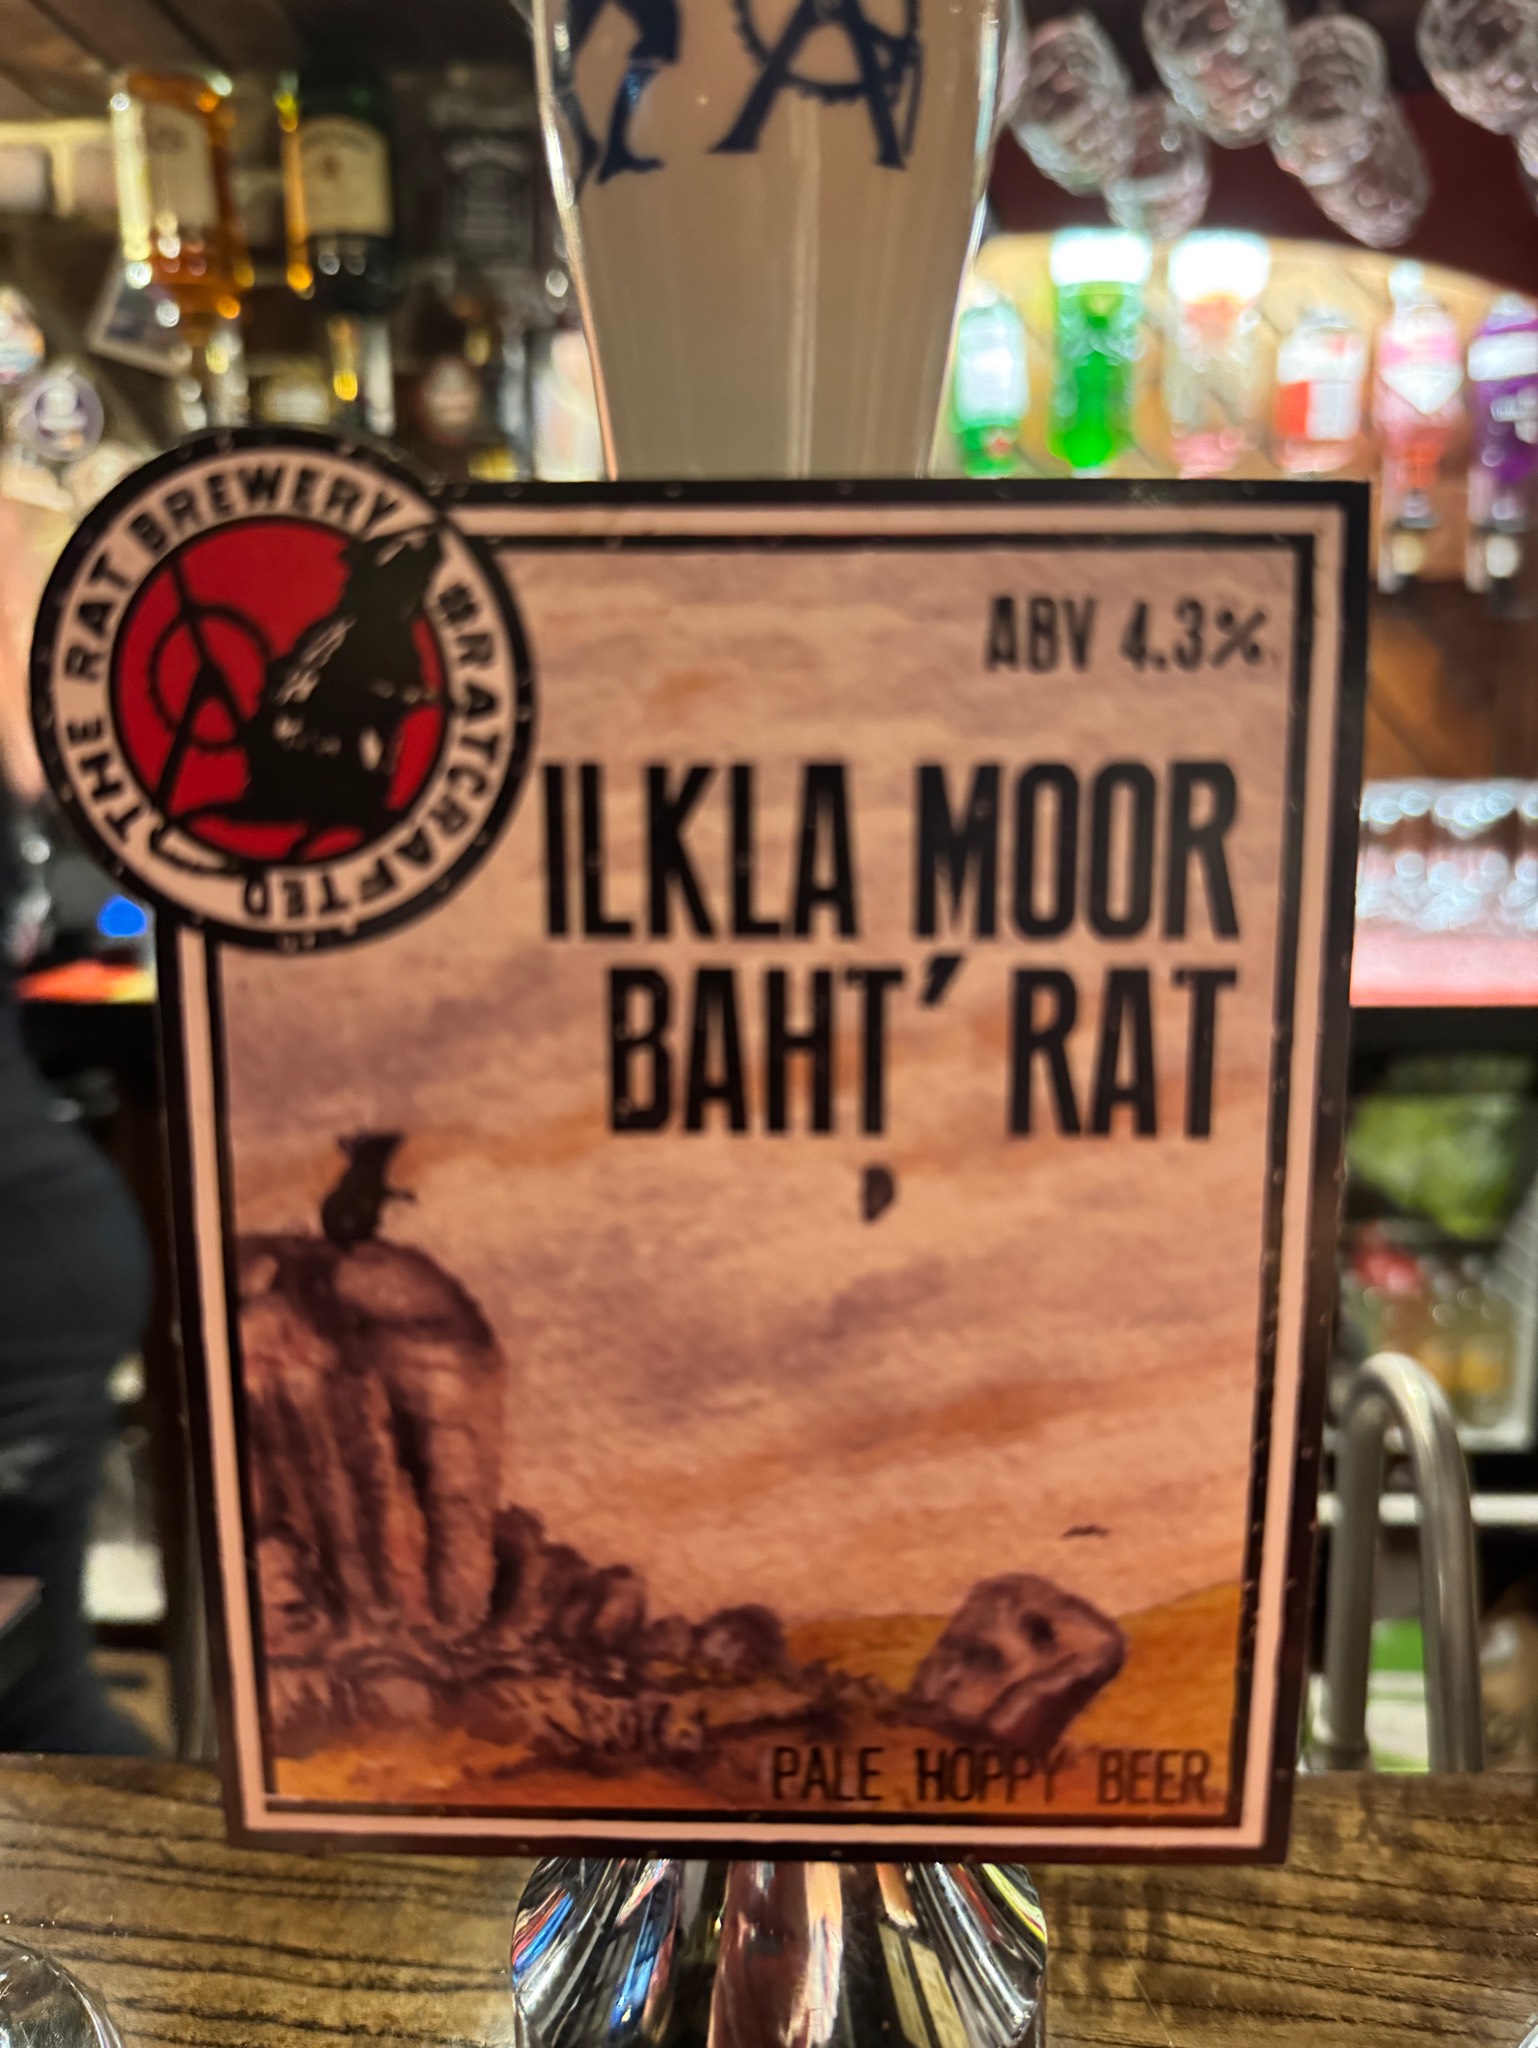 THE RAT BREWERY
#RATCRAFTED
ABV 4.3%
ILKLA MOOR
BAHT' RAT
PALE HOPPY BEER